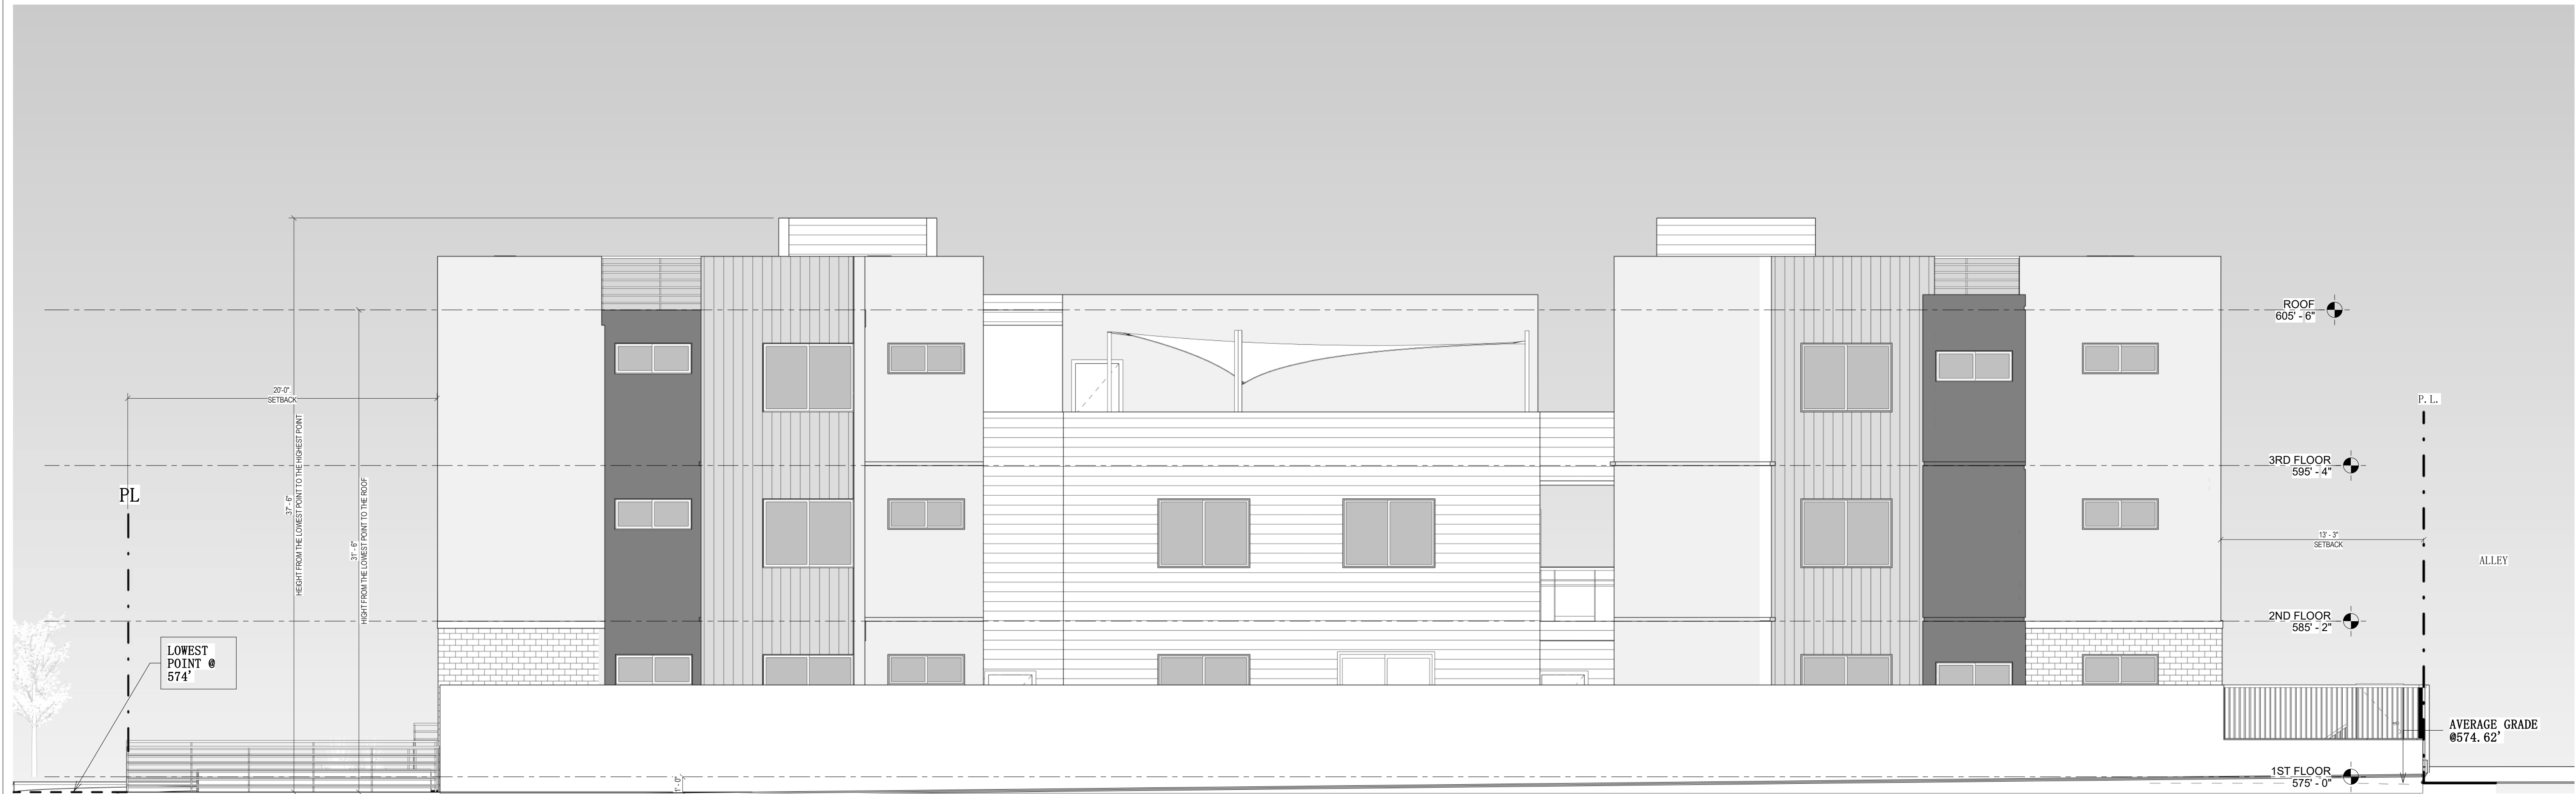 ROOF
605' - 6"
20'-0"
SETBACK
P.L.
37' - 6"
HEIGHT FROM THE LOWEST POINT TO THE HIGHEST POINT
3RD FLOOR
595' - 4"
PL
31' - 6"
HIGHT FROM THE LOWEST POINT TO THE ROOF
13' - 3"
SETBACK
ALLEY
2ND FLOOR
585' - 2"
LOWEST
POINT @
574'
AVERAGE GRADE
@574.62'
1ST FLOOR
575' - 0"
1' - 0"